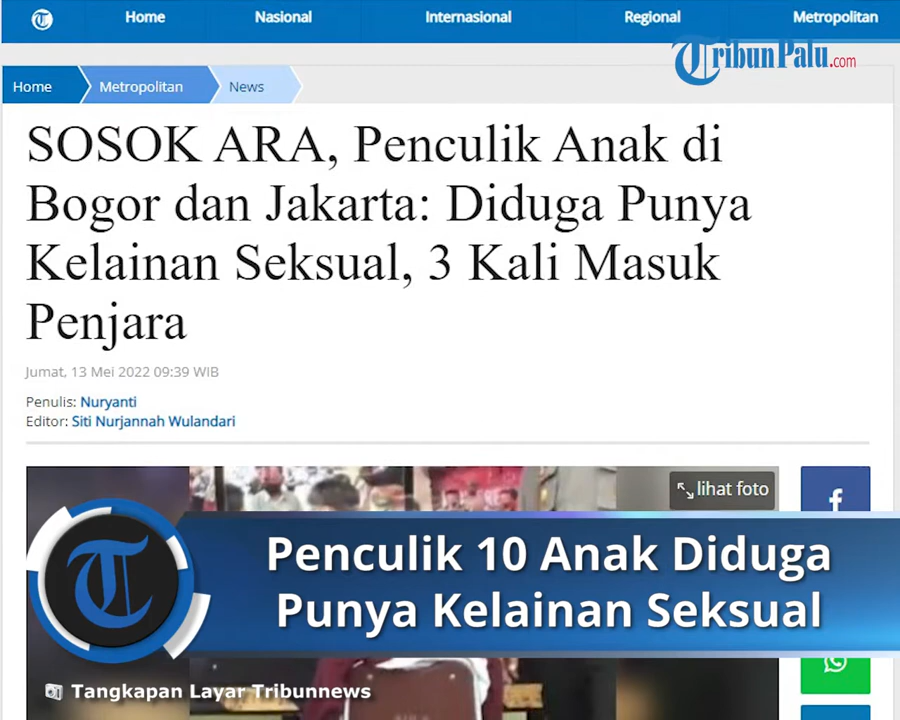 Home Nasional Internasional Regional Metropolitan
TribunPalu.com
Home Metropolitan News
SOSOK ARA, Penculik Anak di
Bogor dan Jakarta: Diduga Punya
Kelainan Seksual, 3 Kali Masuk
Penjara
Jumat, 13 Mei 2022 09:39 WIB
Penulis: Nuryanti
Editor: Siti Nurjannah Wulandari
lihat foto
Penculik 10 Anak Diduga
Punya Kelainan Seksual
Tangkapan Layar Tribunnews